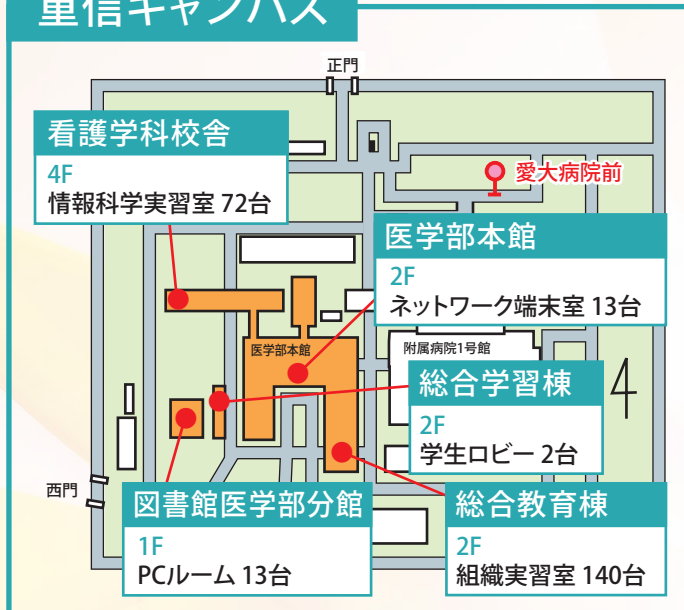 重信キャンパス
正門
看護学科校舎
4F
情報科学実習室 72台
愛大病院前
医学部本館
2F
ネットワーク端末室 13台
医学部本館
附属病院1号館
総合学習棟
2F
学生ロビー 2台
西門
図書館医学部分館
1F
PCルーム 13台
総合教育棟
2F
組織実習室 140台